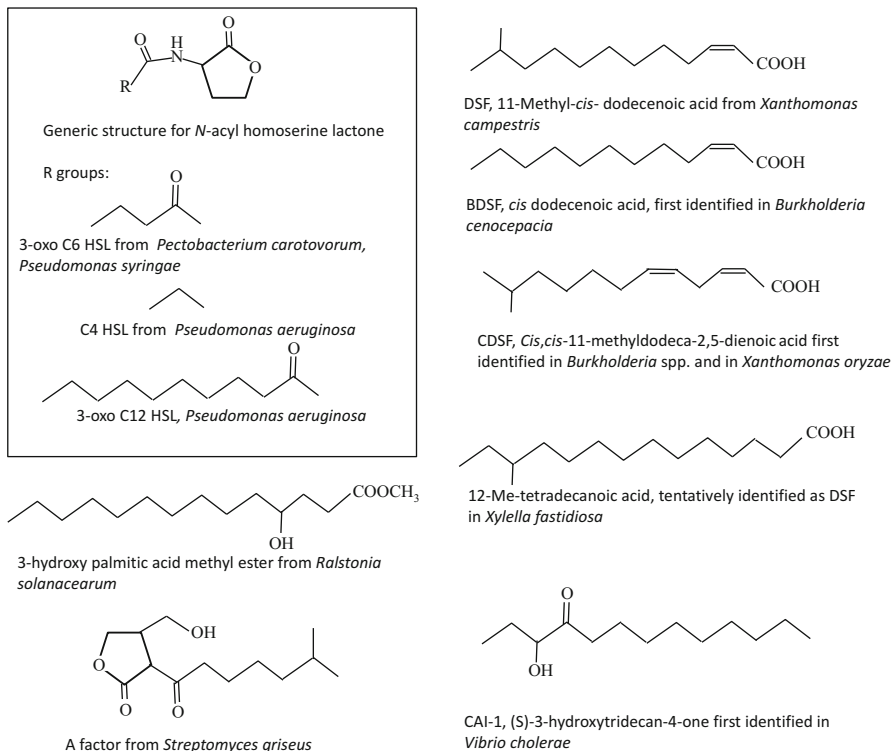 O
H
N
O
O
R
Generic structure for N-acyl homoserine lactone
R groups:
O
3-oxo C6 HSL from Pectobacterium carotovorum,
Pseudomonas syringae
C4 HSL from Pseudomonas aeruginosa
O
3-oxo C12 HSL, Pseudomonas aeruginosa
COOCH3
OH
3-hydroxy palmitic acid methyl ester from Ralstonia
solanacearum
OH
O
O
O
A factor from Streptomyces griseus
COOH
DSF, 11-Methyl-cis- dodecenoic acid from Xanthomonas
campestris
COOH
BDSF, cis dodecenoic acid, first identified in Burkholderia
cenocepacia
COOH
CDSF, Cis,cis-11-methyldodeca-2,5-dienoic acid first
identified in Burkholderia spp. and in Xanthomonas oryzae
COOH
12-Me-tetradecanoic acid, tentatively identified as DSF
in Xylella fastidiosa
O
OH
CAI-1, (S)-3-hydroxytridecan-4-one first identified in
Vibrio cholerae